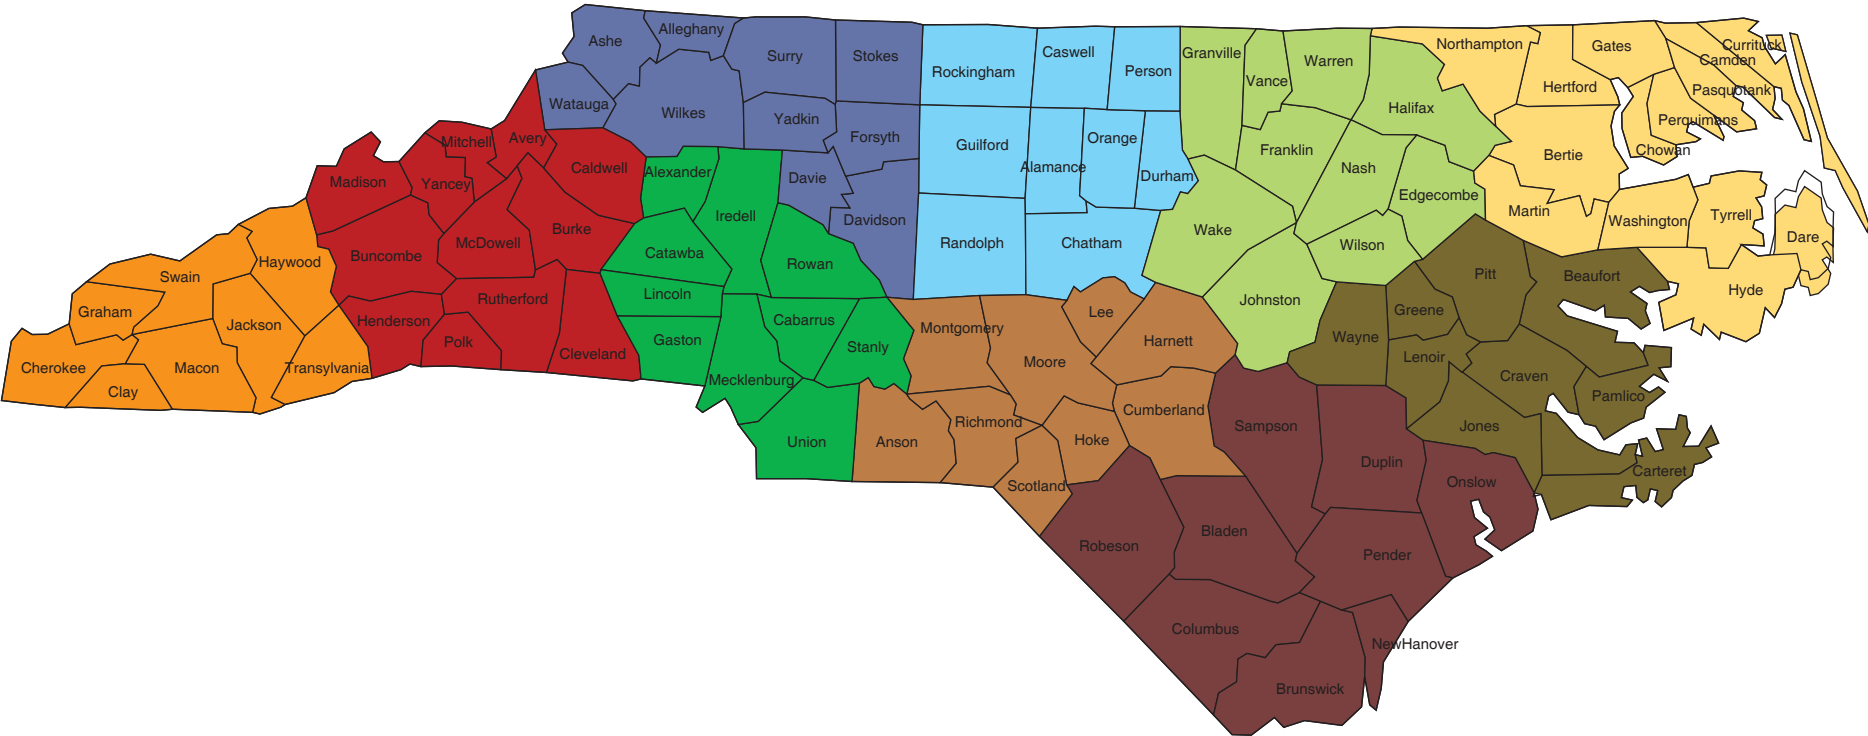 Ashe
Alleghany
Surry
Stokes
Rockingham
Caswell
Person
Granville
Vance
Warren
Halifax
Northampton
Hertford
Gates
Currituck
Camden
Pasquotank
Perquimans
Chowan
Watauga
Wilkes
Yadkin
Forsyth
Guilford
Alamance
Orange
Durham
Franklin
Nash
Edgecombe
Bertie
Martin
Washington
Tyrrell
Dare
Mitchell
Avery
Caldwell
Alexander
Iredell
Davie
Davidson
Randolph
Chatham
Wake
Wilson
Madison
Yancey
McDowell
Burke
Catawba
Rowan
Johnston
Pitt
Beaufort
Hyde
Swain
Haywood
Buncombe
Rutherford
Lincoln
Cabarrus
Montgomery
Lee
Harnett
Wayne
Greene
Graham
Jackson
Henderson
Polk
Cleveland
Gaston
Stanly
Moore
Lenoir
Craven
Pamlico
Cherokee
Clay
Macon
Transylvania
Mecklenburg
Union
Anson
Richmond
Hoke
Cumberland
Sampson
Duplin
Jones
Onslow
Carteret
Scotland
Robeson
Bladen
Pender
Columbus
NewHanover
Brunswick